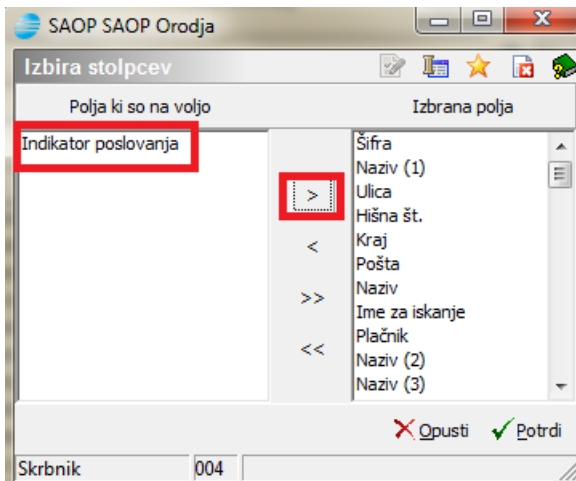 SAOP SAOP Orodja
Izbira stolpcev
Polja ki so na voljo
Izbrana polja
Indikator poslovanja
>
<
>>
<<
Šifra
Naziv (1)
Ulica
Hišna št.
Kraj
Pošta
Naziv
Ime za iskanje
Plačnik
Naziv (2)
Naziv (3)
Opusti
Potrdi
Skrbnik
004